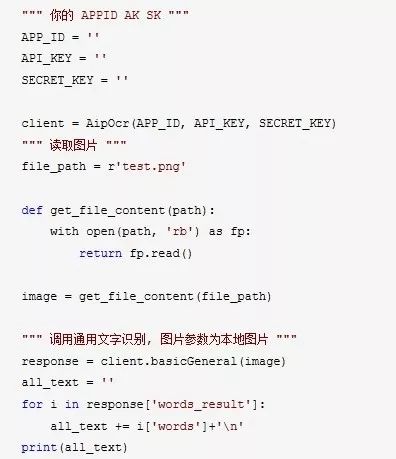 """ 你的 APPID AK SK """
APP_ID = ''
API_KEY = ''
SECRET_KEY = ''

client = AipOcr(APP_ID, API_KEY, SECRET_KEY)
""" 读取图片 """
file_path = r'test.png'

def get_file_content(path):
    with open(path, 'rb') as fp:
        return fp.read()

image = get_file_content(file_path)

""" 调用通用文字识别, 图片参数为本地图片 """
response = client.basicGeneral(image)
all_text = ''
for i in response['words_result']:
    all_text += i['words']+'\n'
print(all_text)